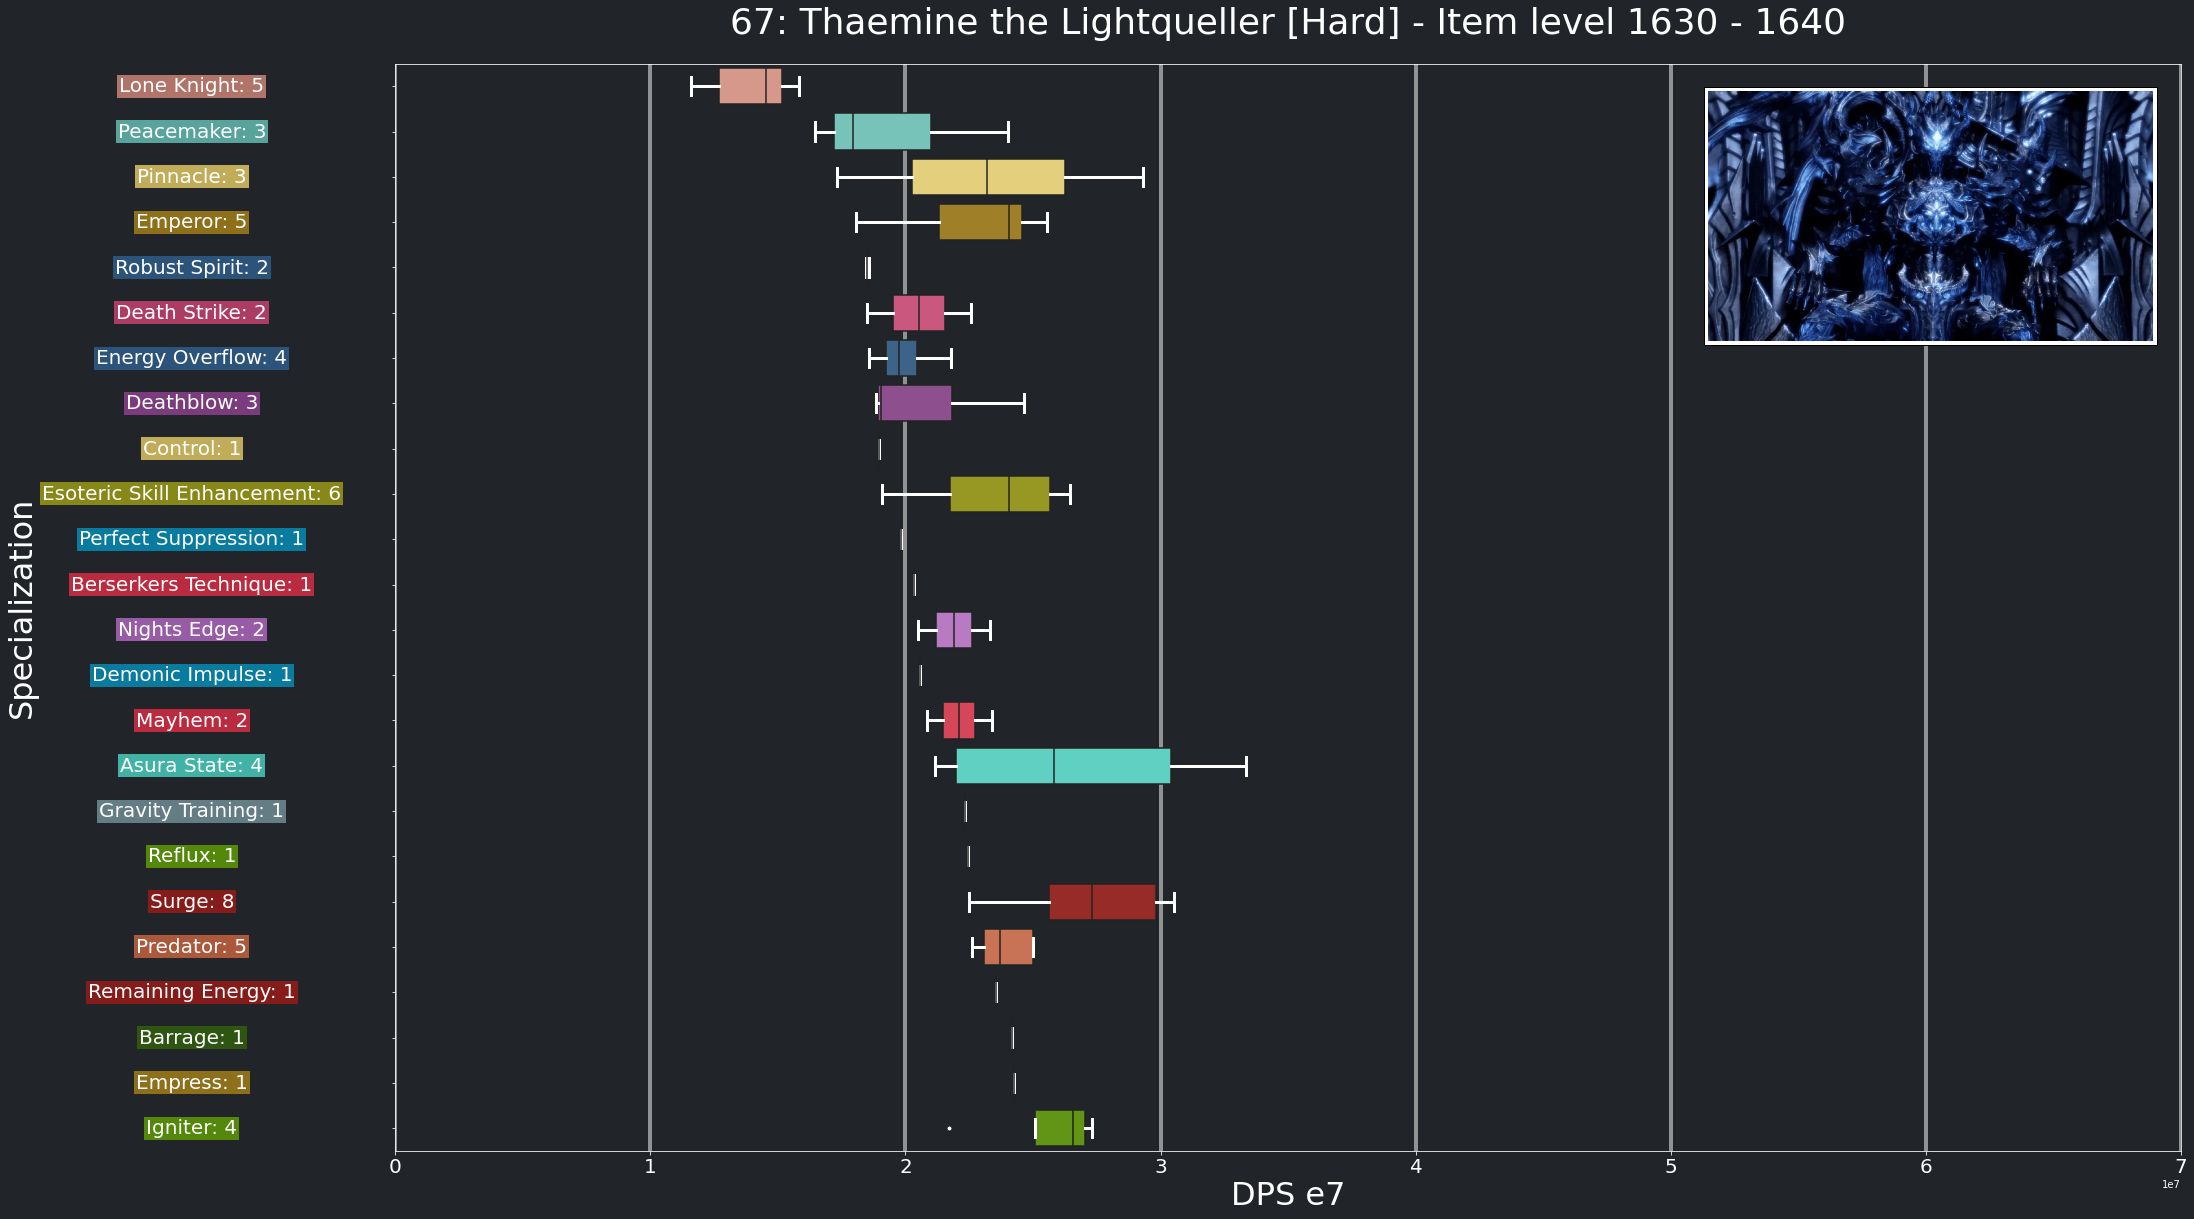 67: Thaemine the Lightqueller [Hard] - Item level 1630 - 1640
Specialization
Lone Knight: 5
Peacemaker: 3
Pinnacle: 3
Emperor: 5
Robust Spirit: 2
Death Strike: 2
Energy Overflow: 4
Deathblow: 3
Control: 1
Esoteric Skill Enhancement: 6
Perfect Suppression: 1
Berserkers Technique: 1
Nights Edge: 2
Demonic Impulse: 1
Mayhem: 2
Asura State: 4
Gravity Training: 1
Reflux: 1
Surge: 8
Predator: 5
Remaining Energy: 1
Barrage: 1
Empress: 1
Igniter: 4
0 1 2 3 4 5 6 7
1e7
DPS e7